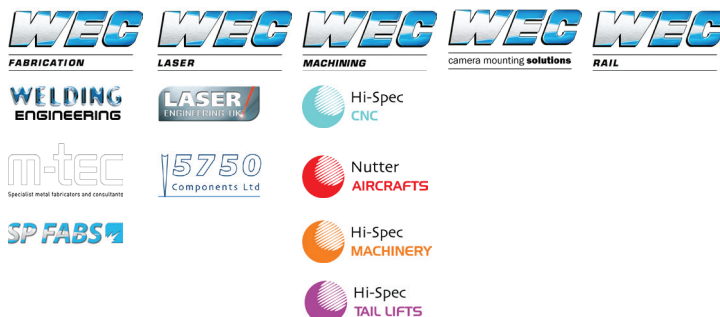 WEC
FABRICATION
WELDING
ENGINEERING
m-tec
Specialist metal fabricators and consultants
SP FABS
WEC
LASER
LASER
ENGINEERING UK
5750
Components Ltd
WEC
MACHINING
Hi-Spec
CNC
Nutter
AIRCRAFTS
Hi-Spec
MACHINERY
Hi-Spec
TAIL LIFTS
WEC
camera mounting solutions
WEC
RAIL